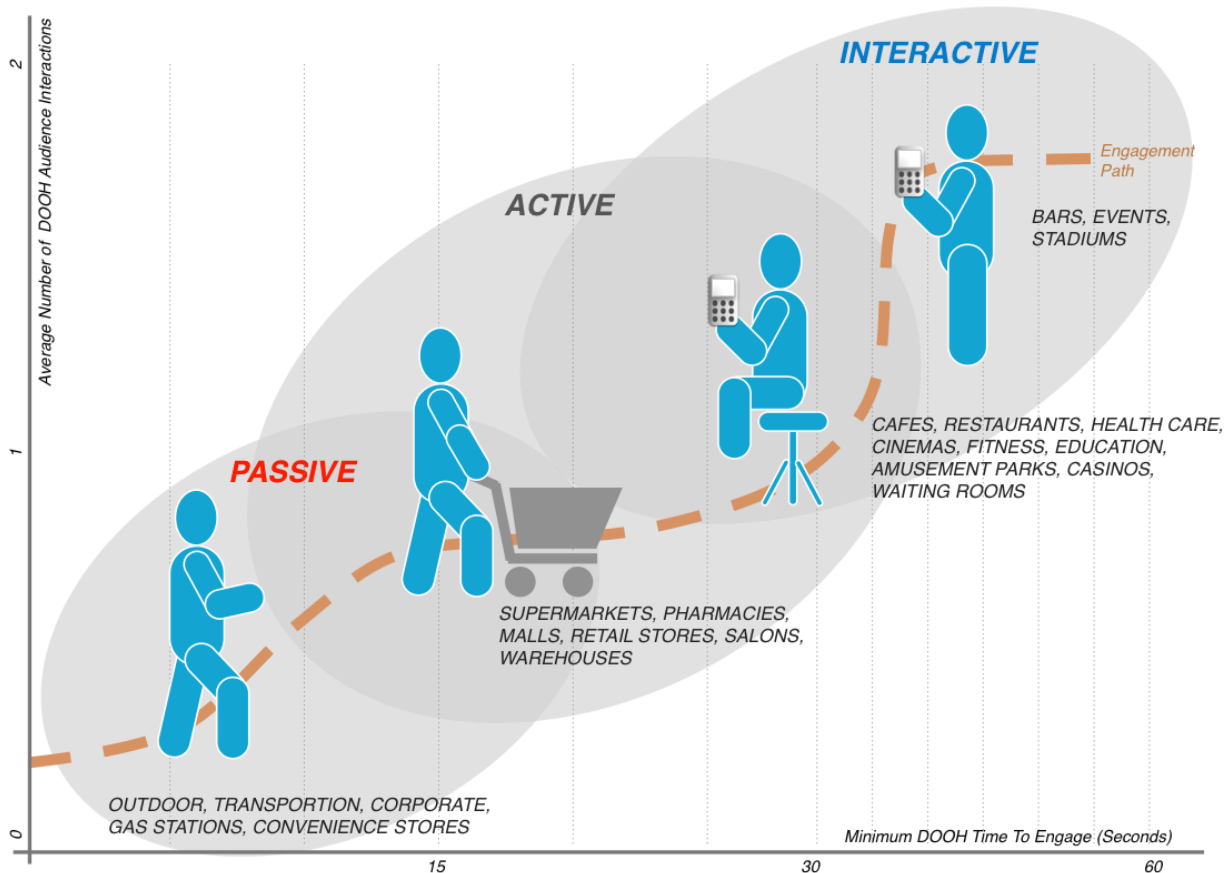 2
Average Number of DOOH Audience Interactions
1
0
INTERACTIVE
Engagement
Path
BARS, EVENTS,
STADIUMS
ACTIVE
CAFES, RESTAURANTS, HEALTH CARE,
CINEMAS, FITNESS, EDUCATION,
AMUSEMENT PARKS, CASINOS,
WAITING ROOMS
PASSIVE
SUPERMARKETS, PHARMACIES,
MALLS, RETAIL STORES, SALONS,
WAREHOUSES
OUTDOOR, TRANSPORTION, CORPORATE,
GAS STATIONS, CONVENIENCE STORES
Minimum DOOH Time To Engage (Seconds)
15
30
60